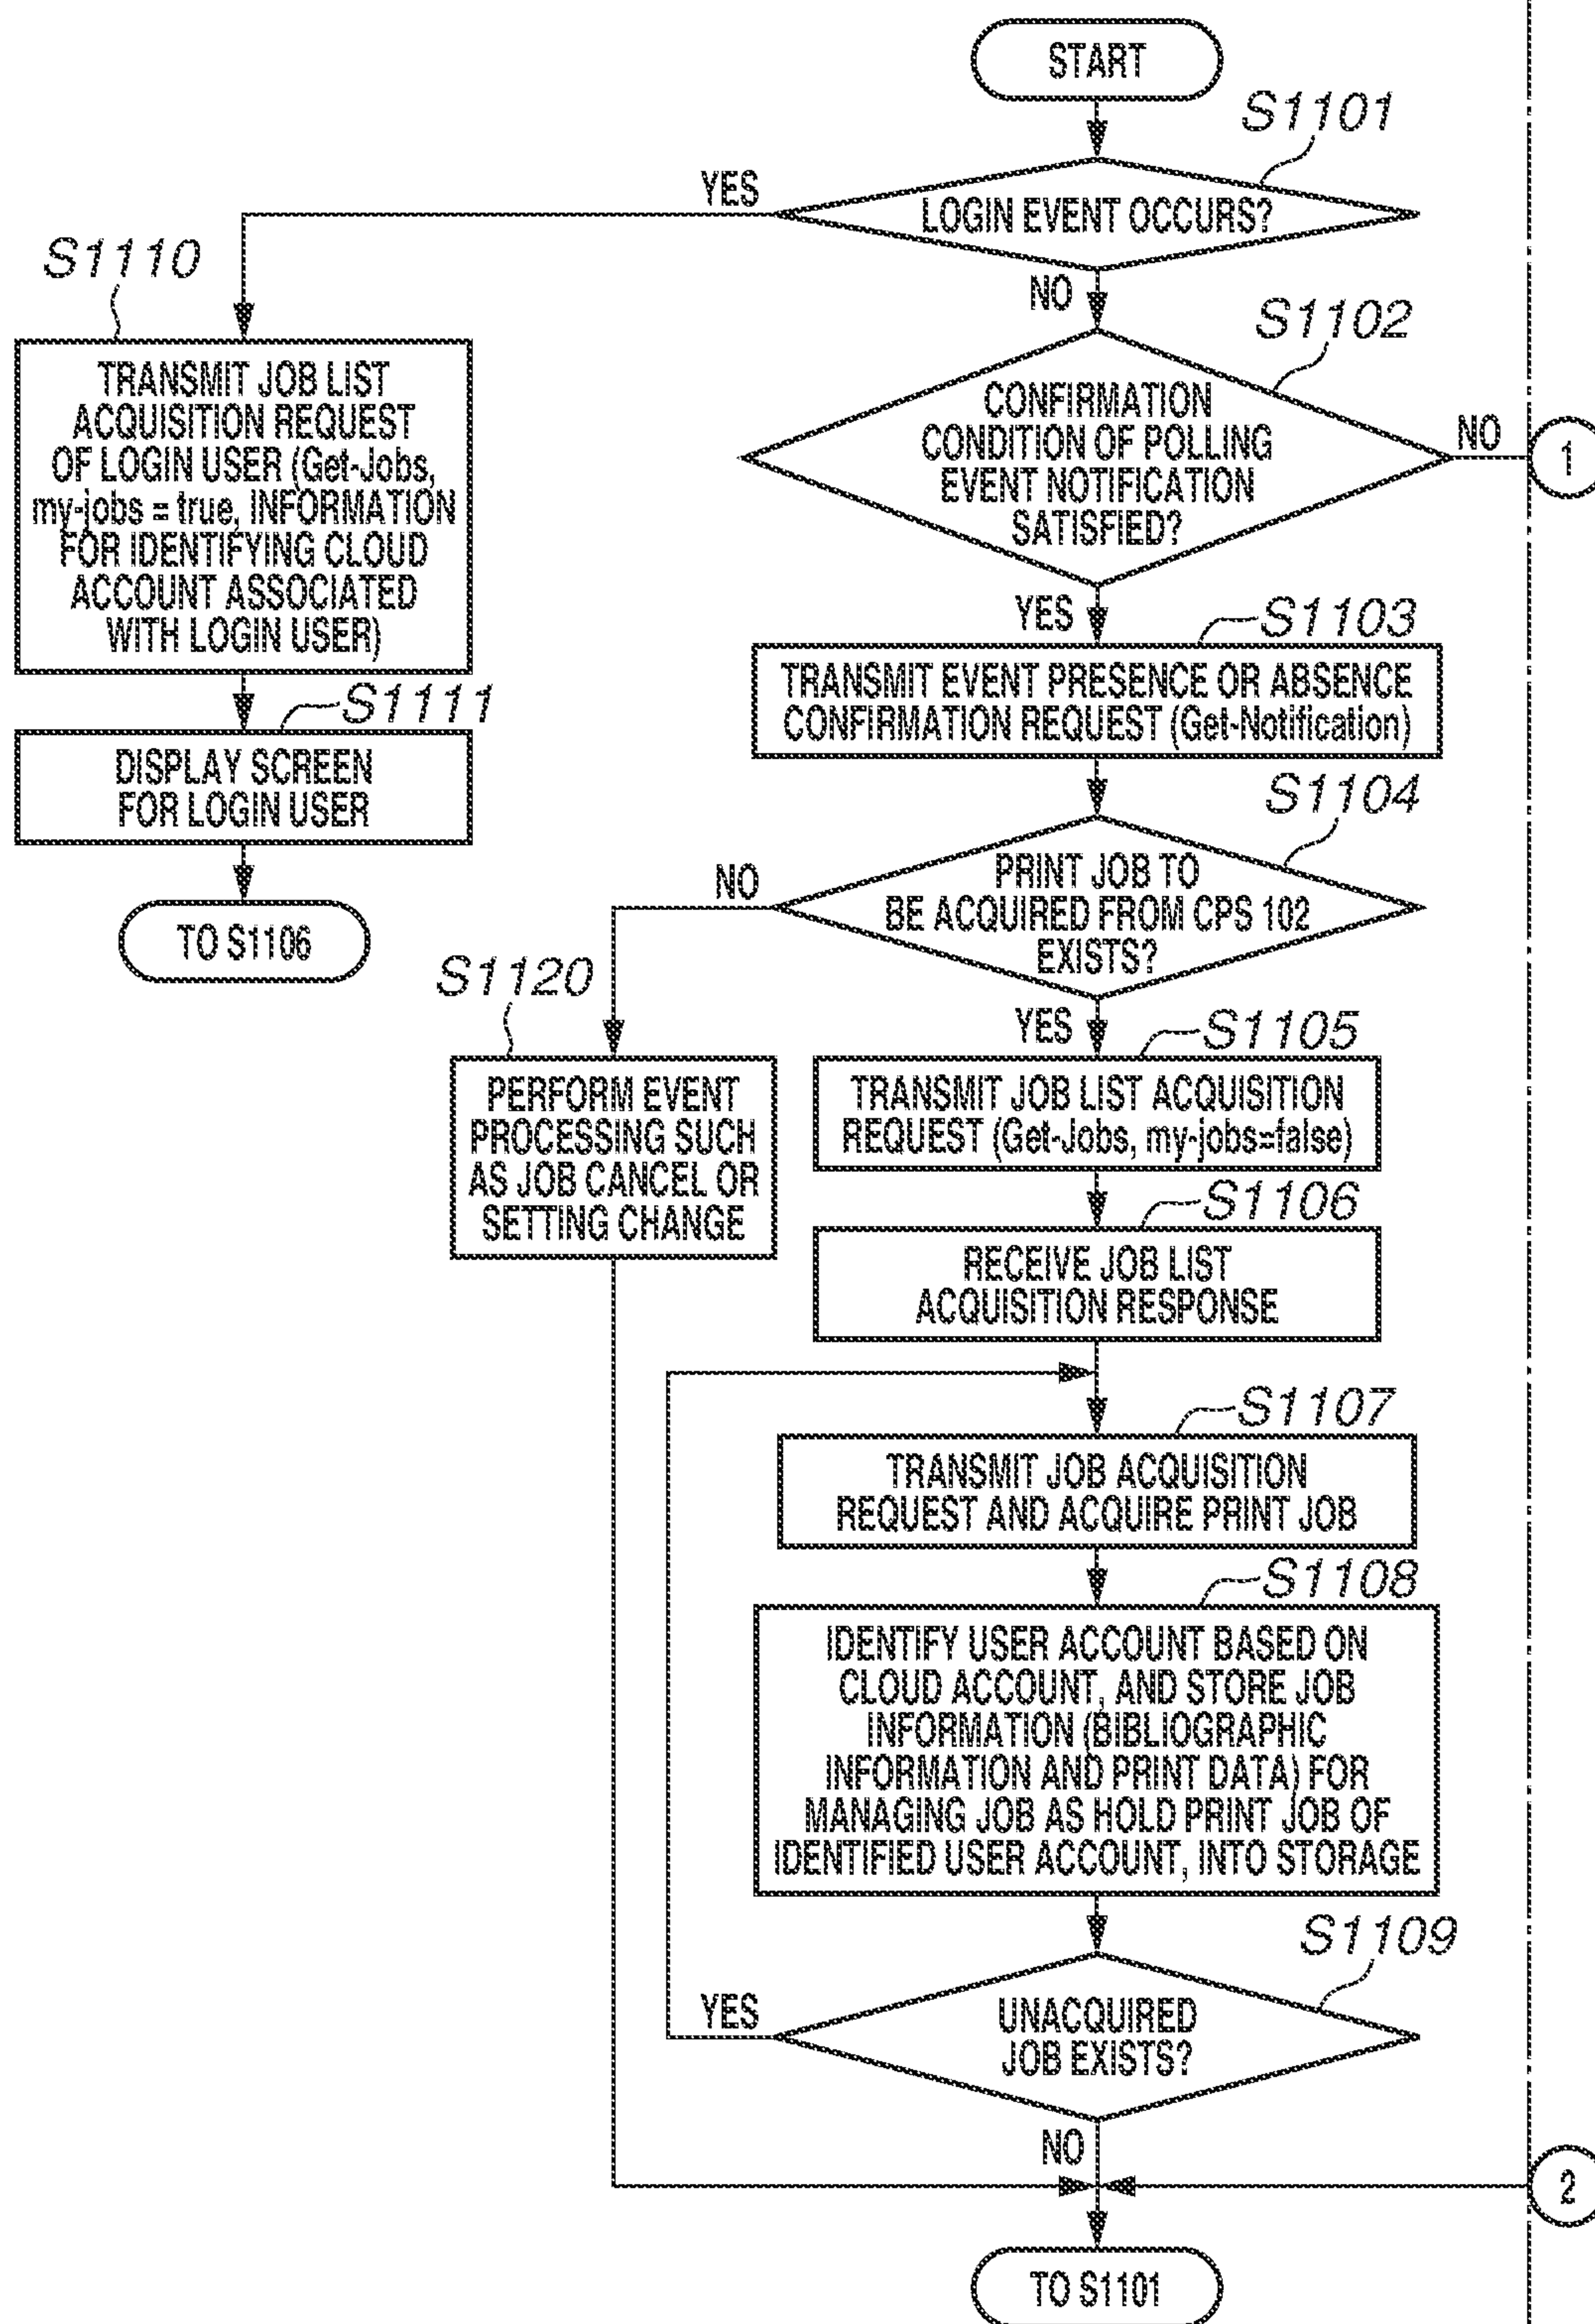 START
S1101
YES
LOGIN EVENT OCCURS?
S1110
NO
S1102
TRANSMIT JOB LIST
ACQUISITION REQUEST
OF LOGIN USER (Get-Jobs,
my-jobs = true, INFORMATION
FOR IDENTIFYING CLOUD
ACCOUNT ASSOCIATED
WITH LOGIN USER)
CONFIRMATION
CONDITION OF POLLING
EVENT NOTIFICATION
SATISFIED?
NO
1
YES
S1103
S1111
TRANSMIT EVENT PRESENCE OR ABSENCE
CONFIRMATION REQUEST (Get-Notification)
DISPLAY SCREEN
FOR LOGIN USER
S1104
NO
PRINT JOB TO
BE ACQUIRED FROM CPS 102
EXISTS?
TO S1106
S1120
YES
S1105
PERFORM EVENT
PROCESSING SUCH
AS JOB CANCEL OR
SETTING CHANGE
TRANSMIT JOB LIST ACQUISITION
REQUEST (Get-Jobs, my-jobs=false)
S1106
RECEIVE JOB LIST
ACQUISITION RESPONSE
S1107
TRANSMIT JOB ACQUISITION
REQUEST AND ACQUIRE PRINT JOB
S1108
IDENTIFY USER ACCOUNT BASED ON
CLOUD ACCOUNT, AND STORE JOB
INFORMATION (BIBLIOGRAPHIC
INFORMATION AND PRINT DATA) FOR
MANAGING JOB AS HOLD PRINT JOB OF
IDENTIFIED USER ACCOUNT, INTO STORAGE
S1109
YES
UNACQUIRED
JOB EXISTS?
NO
2
TO S1101